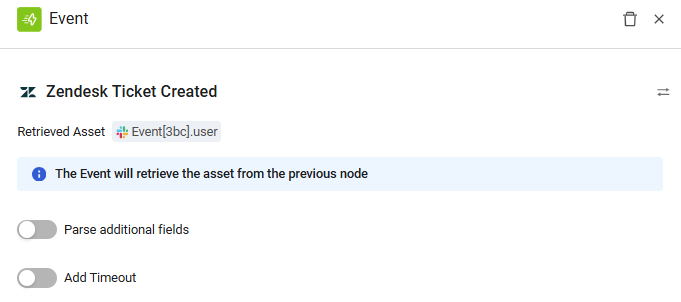 Event
Zendesk Ticket Created
Retrieved Asset Event[3bc].user
The Event will retrieve the asset from the previous node
Parse additional fields
Add Timeout